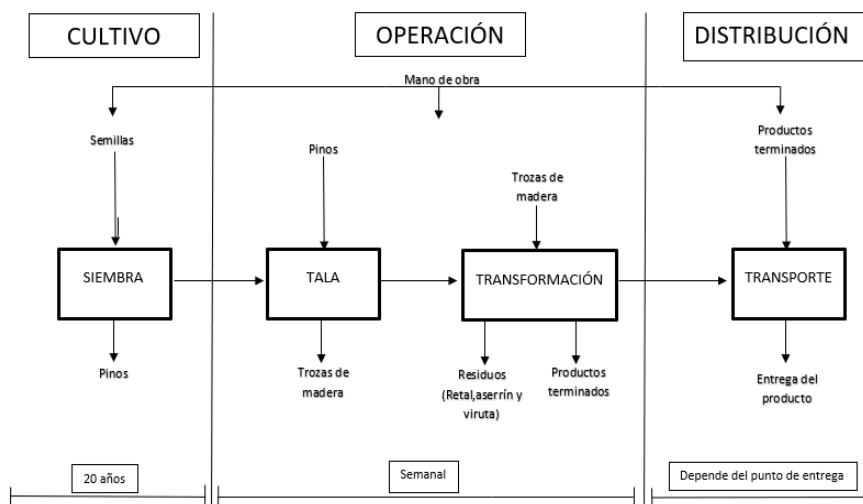 CULTIVO
OPERACIÓN
DISTRIBUCIÓN
Mano de obra
Semillas
Pinos
Trozas de
madera
Productos
terminados
SIEMBRA
TALA
TRANSFORMACIÓN
TRANSPORTE
Pinos
Trozas de
madera
Residuos
(Retal,aserrín y
viruta)
Productos
terminados
Entrega del
producto
20 años
Semanal
Depende del punto de entrega